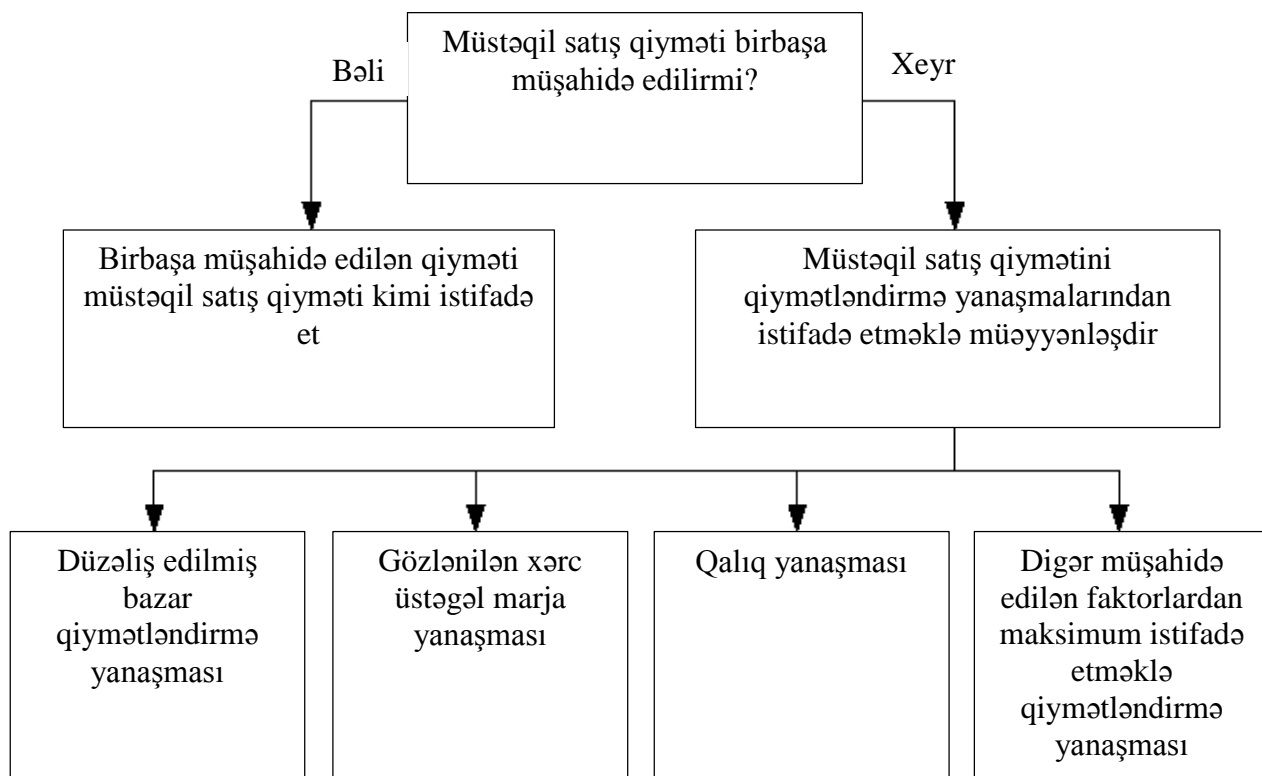 Müstəqil satış qiyməti birbaşa
müşahidə edilirmi?
Bəli
Xeyr
Birbaşa müşahidə edilən qiyməti
müstəqil satış qiyməti kimi istifadə
et
Müstəqil satış qiymətini
qiymətləndirmə yanaşmalarından
istifadə etməklə müəyyənləşdir
Düzəliş edilmiş
bazar
qiymətləndirmə
yanaşması
Gözlənilən xərc
üstəgəl marja
yanaşması
Qalıq yanaşması
Digər müşahidə
edilən faktorlardan
maksimum istifadə
etməklə
qiymətləndirmə
yanaşması